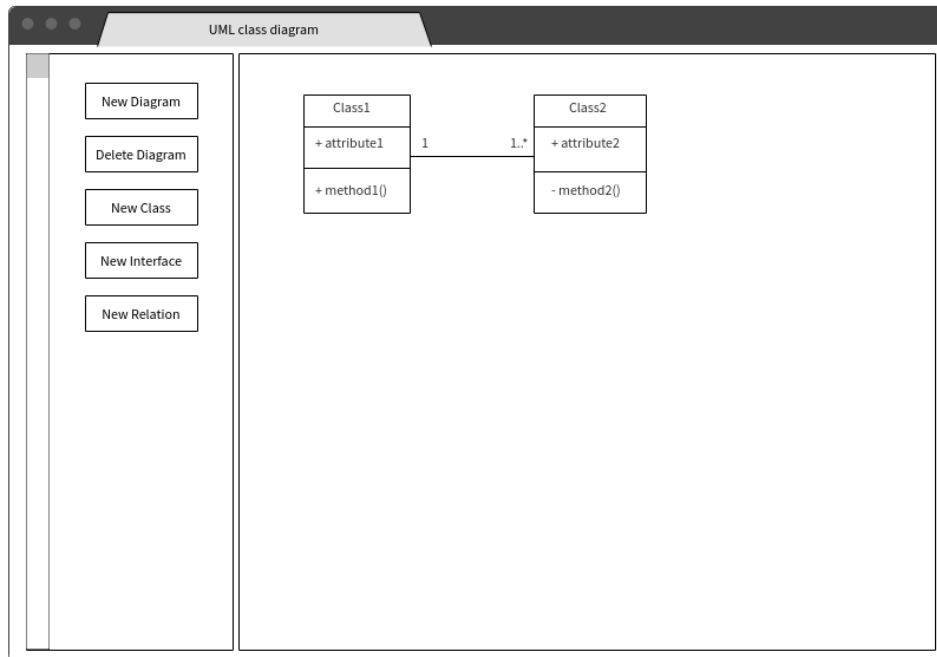 UML class diagram
New Diagram
Delete Diagram
New Class
New Interface
New Relation
Class1
+ attribute1
+ method1()
1
1..*
Class2
+ attribute2
- method2()